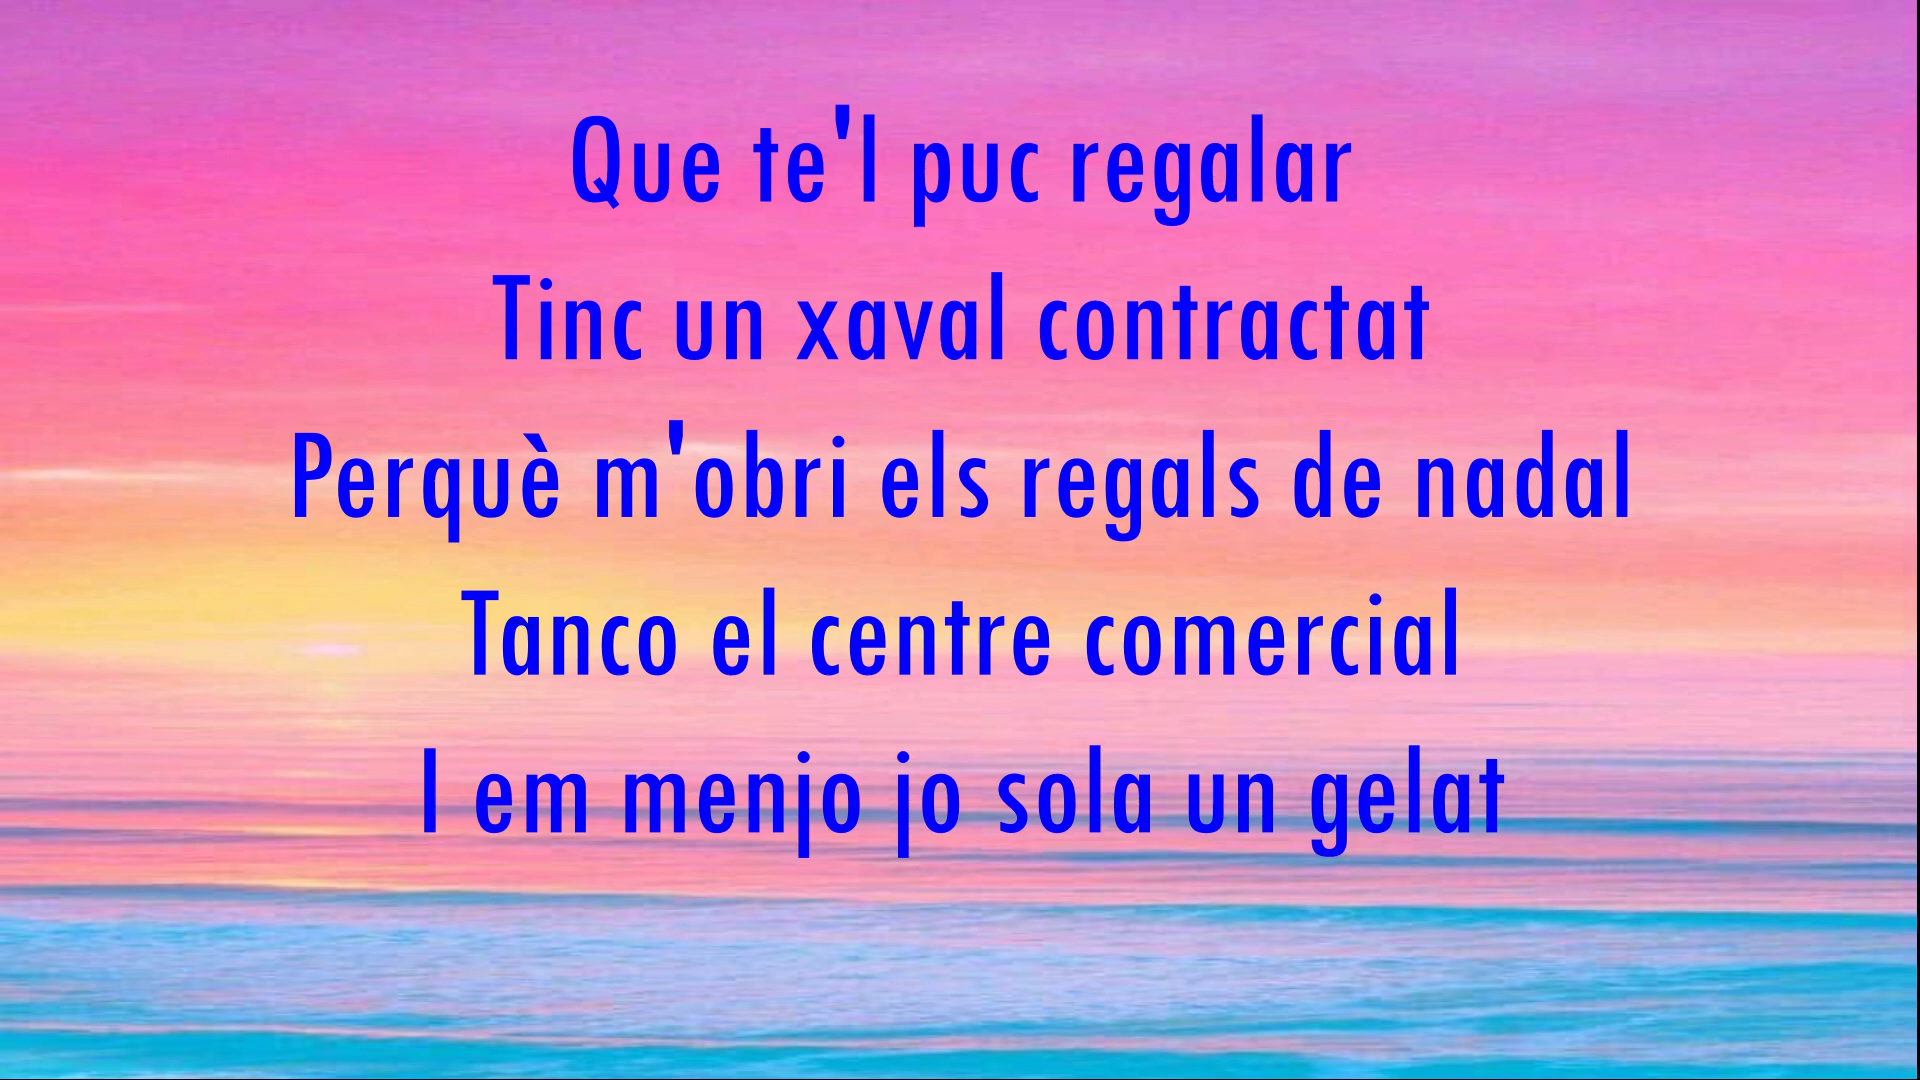 Que te'l puc regalar
Tinc un xaval contractat
Perquè m'obri els regals de nadal
Tanco el centre comercial
I em menjo jo sola un gelat